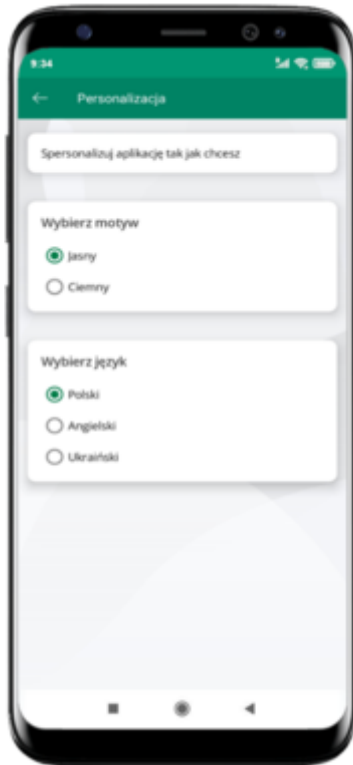 9:34
Personalizacja
Spersonalizuj aplikację tak jak chcesz
Wybierz motyw
Jasny
Ciemny
Wybierz język
Polski
Angielski
Ukraiński